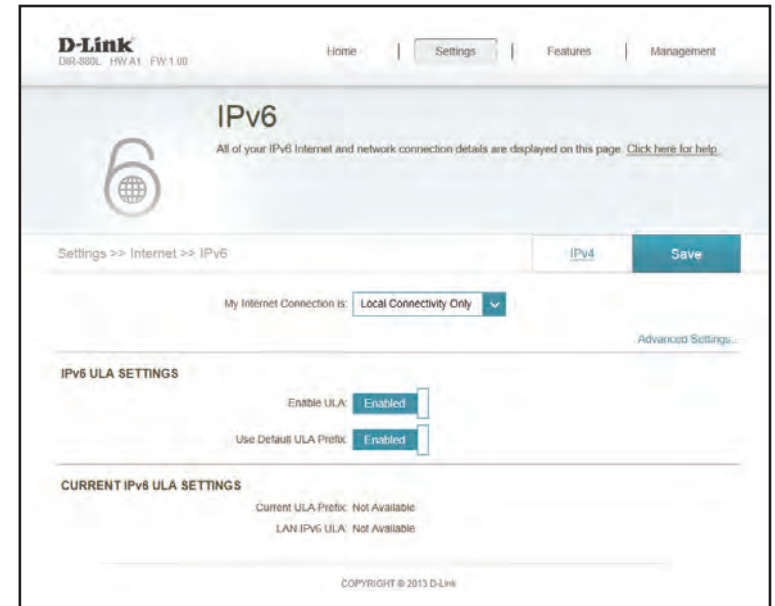 D-Link
DIR-880L HW A1 FW 1.00
Home | Settings | Features | Management
IPv6
All of your IPv6 Internet and network connection details are displayed on this page. Click here for help.
6
Settings >> Internet >> IPv6
IPv4
Save
My Internet Connection is: Local Connectivity Only
Advanced Settings...
IPv6 ULA SETTINGS
Enable ULA: Enabled
Use Default ULA Prefix: Enabled
CURRENT IPv6 ULA SETTINGS
Current ULA Prefix: Not Available
LAN IPv6 ULA: Not Available
COPYRIGHT © 2013 D-Link